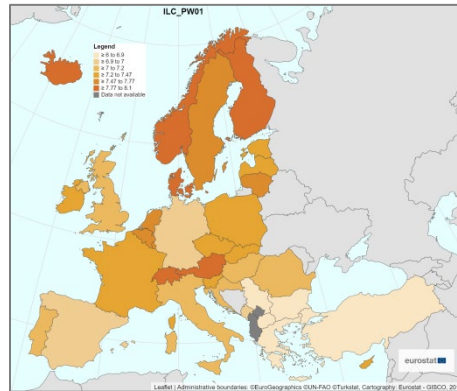 ILC_PW01
Legend
≥ 6 to 6.9
≥ 6.9 to 7
≥ 7 to 7.2
≥ 7.2 to 7.47
≥ 7.47 to 7.77
≥ 7.77 to 8.1
Data not available
eurostat
Leaflet | Administrative boundaries: ©EuroGeographics ©UN-FAO ©Turkstat, Cartography: Eurostat - GISCO, 20